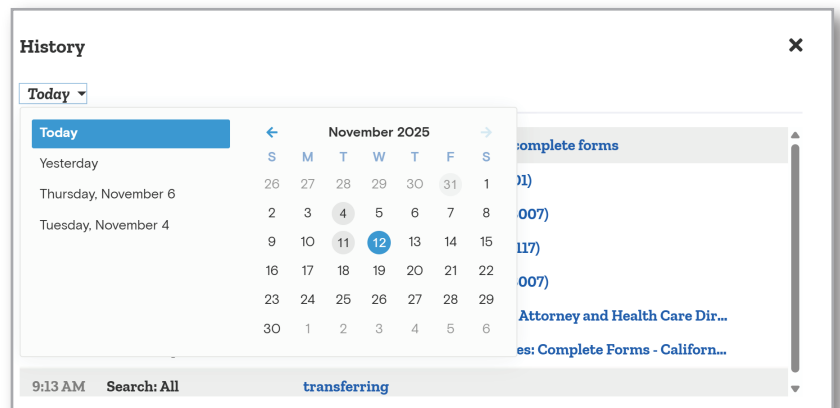 History
Today
Today
Yesterday
Thursday, November 6
Tuesday, November 4
November 2025
S M T W T F S
26 27 28 29 30 31 1
2 3 4 5 6 7 8
9 10 11 12 13 14 15
16 17 18 19 20 21 22
23 24 25 26 27 28 29
30 1 2 3 4 5 6
complete forms
01)
007)
117)
007)
Attorney and Health Care Dir...
es: Complete Forms - Californ...
9:13 AM Search: All transferring